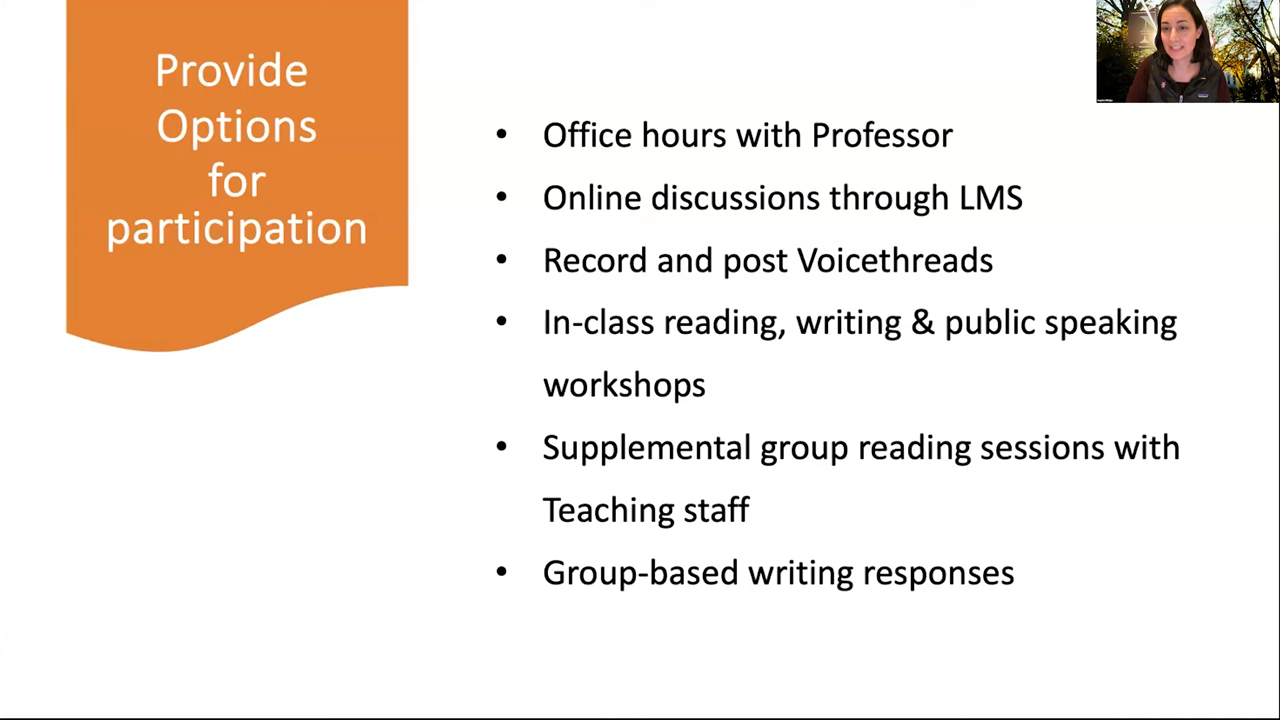 Provide
Options
for
participation
• Office hours with Professor
• Online discussions through LMS
• Record and post Voicethreads
• In-class reading, writing & public speaking
workshops
• Supplemental group reading sessions with
Teaching staff
• Group-based writing responses